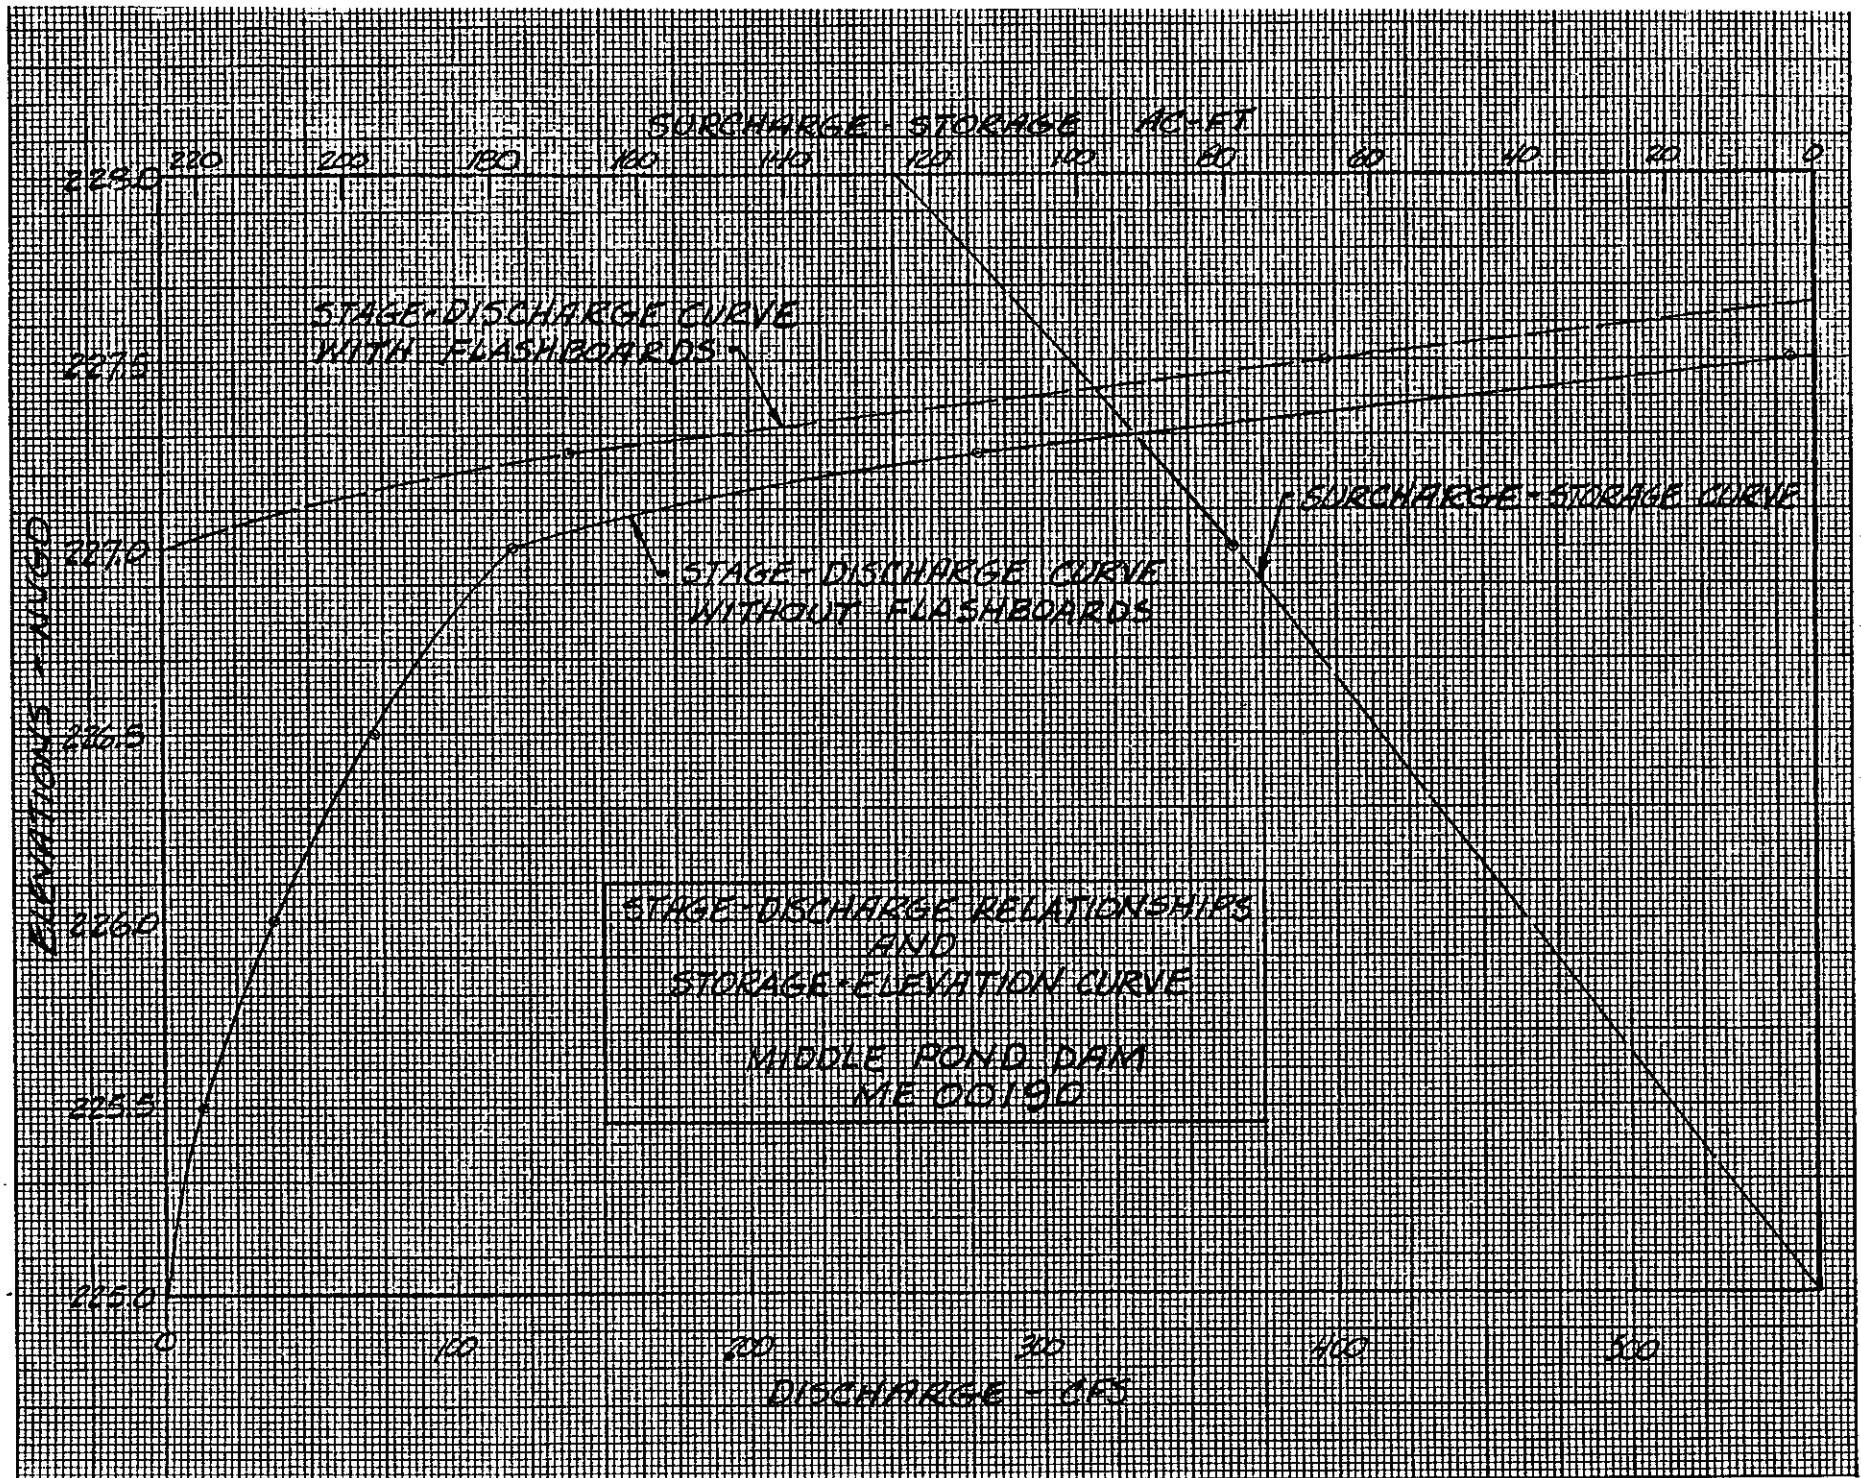 SURCHARGE - STORAGE AC-FT
220 200 180 160 140 120 100 80 60 40 20 0
228.0
STAGE-DISCHARGE CURVE
WITH FLASHBOARDS
227.5
SURCHARGE-STORAGE CURVE
227.0
STAGE-DISCHARGE CURVE
WITHOUT FLASHBOARDS
ELEVATIONS - NVGD
226.5
226.0
STAGE-DISCHARGE RELATIONSHIPS
AND
STORAGE-ELEVATION CURVE
MIDDLE POND DAM
ME 00190
225.5
225.0
0 100 200 300 400 500
DISCHARGE - CFS